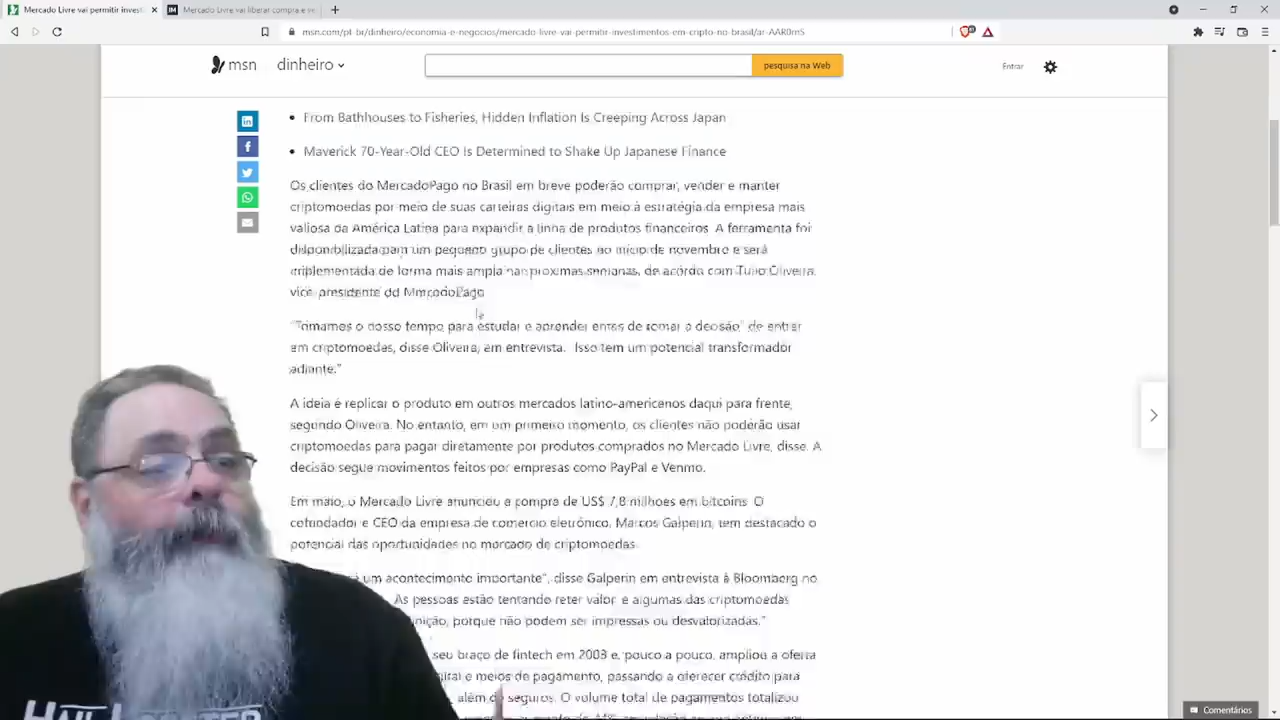 Mercado Livre vai permitir invest
Mercado Livre vai liberar compra e ve
msn.com/pt-br/dinheiro/economia-e-negocios/mercado-livre-vai-permitir-investimentos-em-cripto-no-brasil/ar-AAR0mS
msn dinheiro
pesquisa na Web
Entrar
From Bathhouses to Fisheries, Hidden Inflation Is Creeping Across Japan
Maverick 70-Year-Old CEO Is Determined to Shake Up Japanese Finance
Os clientes do MercadoPago no Brasil em breve poderão comprar, vender e manter
criptomoedas por meio de suas carteiras digitais em meio à estratégia da empresa mais
valiosa da América Latina para expandir a linha de produtos financeiros. A ferramenta foi
disponibilizada para um pequeno grupo de clientes no início de novembro e será
implementada de forma mais ampla nas próximas semanas, de acordo com Tulio Oliveira,
vice-presidente do MercadoPago
"Tomamos o nosso tempo para estudar e aprender antes de tomar a decisão" de entrar
em criptomoedas, disse Oliveira, em entrevista. "Isso tem um potencial transformador
adiante."
A ideia é replicar o produto em outros mercados latino-americanos daqui para frente,
segundo Oliveira. No entanto, em um primeiro momento, os clientes não poderão usar
criptomoedas para pagar diretamente por produtos comprados no Mercado Livre, disse. A
decisão segue movimentos feitos por empresas como PayPal e Venmo.
Em maio, o Mercado Livre anunciou a compra de US$ 7,8 milhões em bitcoins. O
cofundador e CEO da empresa de comércio eletrônico, Marcos Galperin, tem destacado o
potencial das oportunidades no mercado de criptomoedas.
um acontecimento importante", disse Galperin em entrevista à Bloomberg no
As pessoas estão tentando reter valor e algumas das criptomoedas
nição, porque não podem ser impressas ou desvalorizadas."
seu braço de fintech em 2003 e, pouco a pouco, ampliou a oferta
e meios de pagamento, passando a oferecer crédito para
além de seguros. O volume total de pagamentos totalizou
Comentários